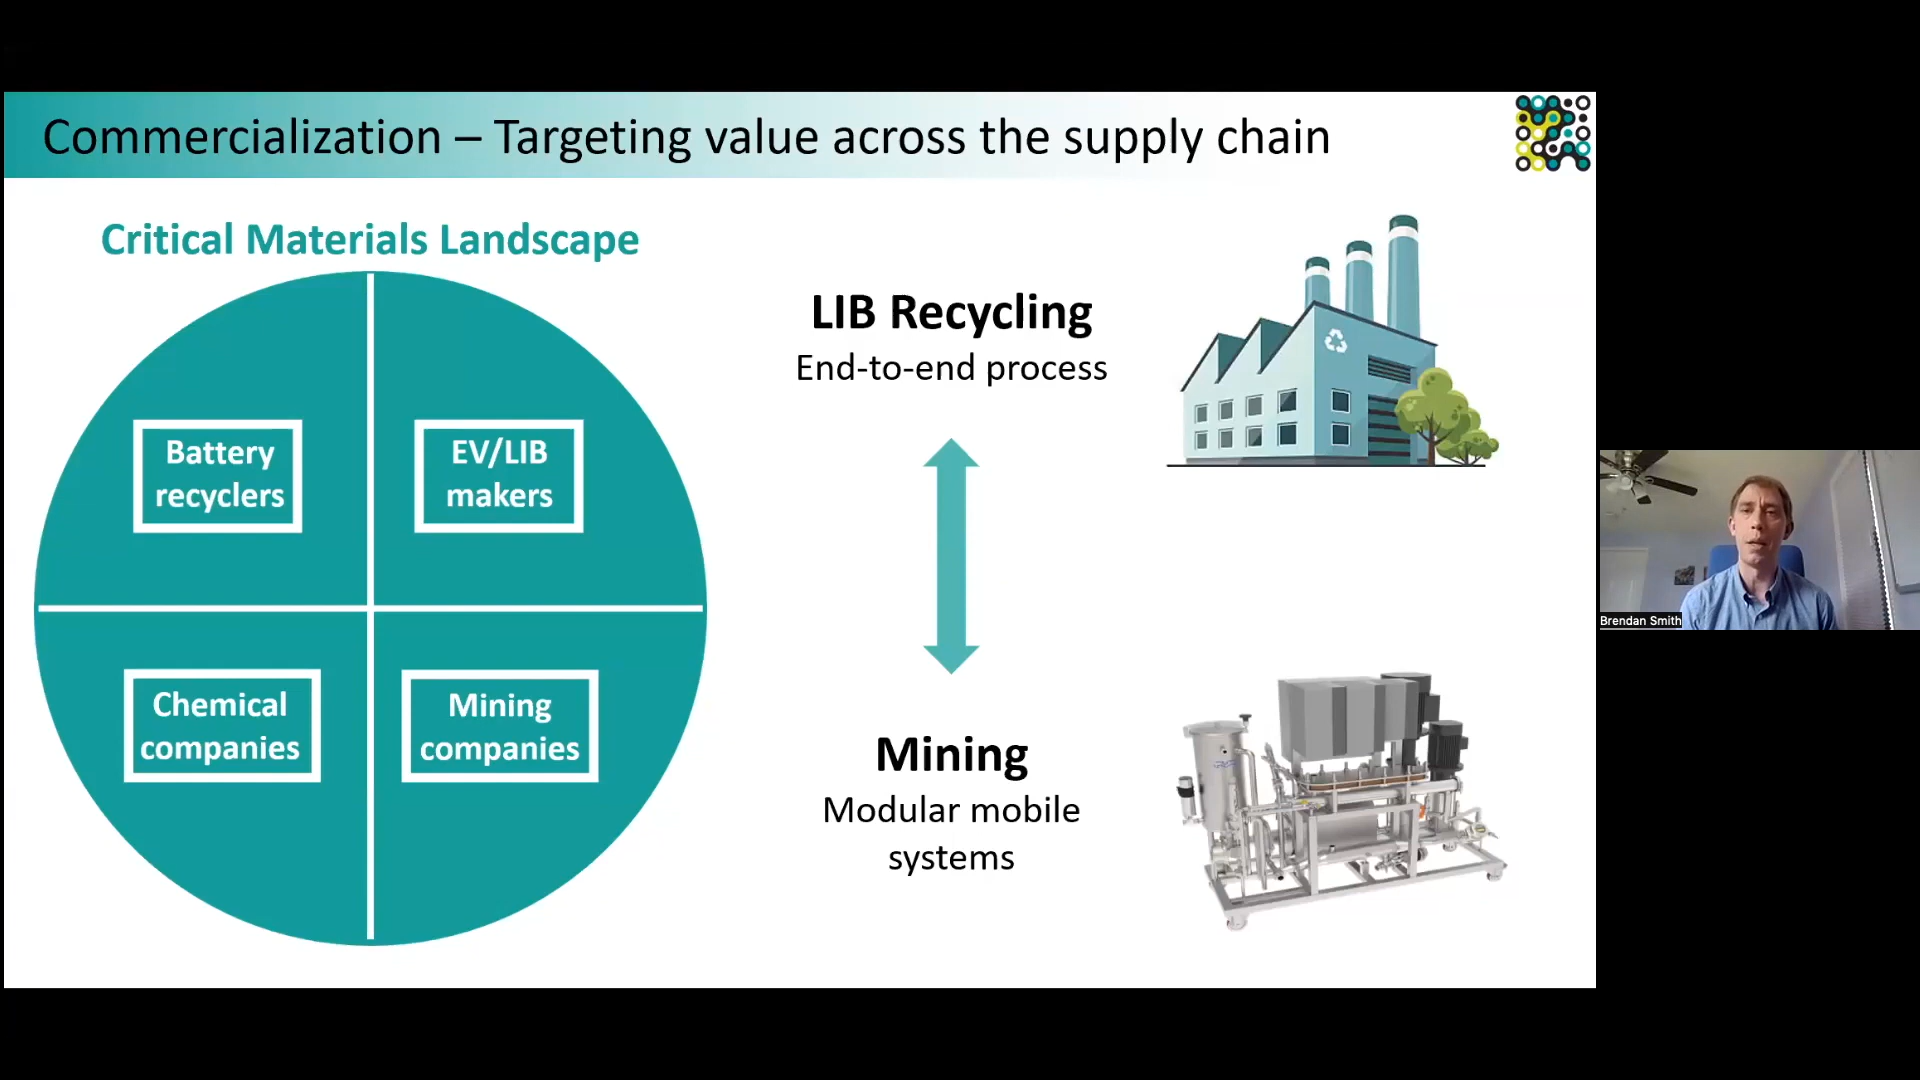 Commercialization – Targeting value across the supply chain
Critical Materials Landscape
Battery
recyclers
EV/LIB
makers
Chemical
companies
Mining
companies
LIB Recycling
End-to-end process
Mining
Modular mobile
systems
Brendan Smith